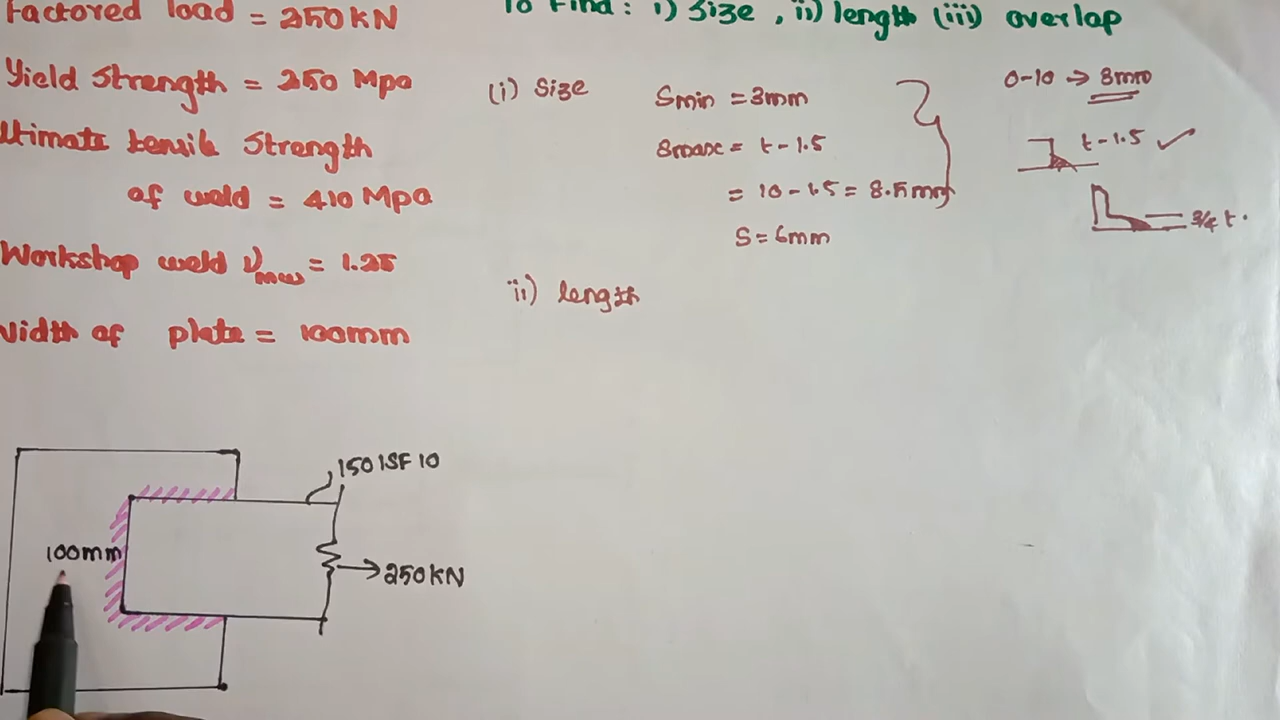 Factored load = 250 KN
To Find: i) Size, ii) length (iii) overlap
Yield Strength = 250 Mpa
Ultimate tensile Strength
of weld = 410 Mpa
Workshop weld γmw = 1.25
Width of plate = 100mm
(i) Size
Smin = 3mm
Smax = t - 1.5
= 10 - 1.5 = 8.5mm
S = 6mm
0-10 → 3mm
t - 1.5 ✓
3/4 t.
ii) length
150 ISF 10
100mm
250KN